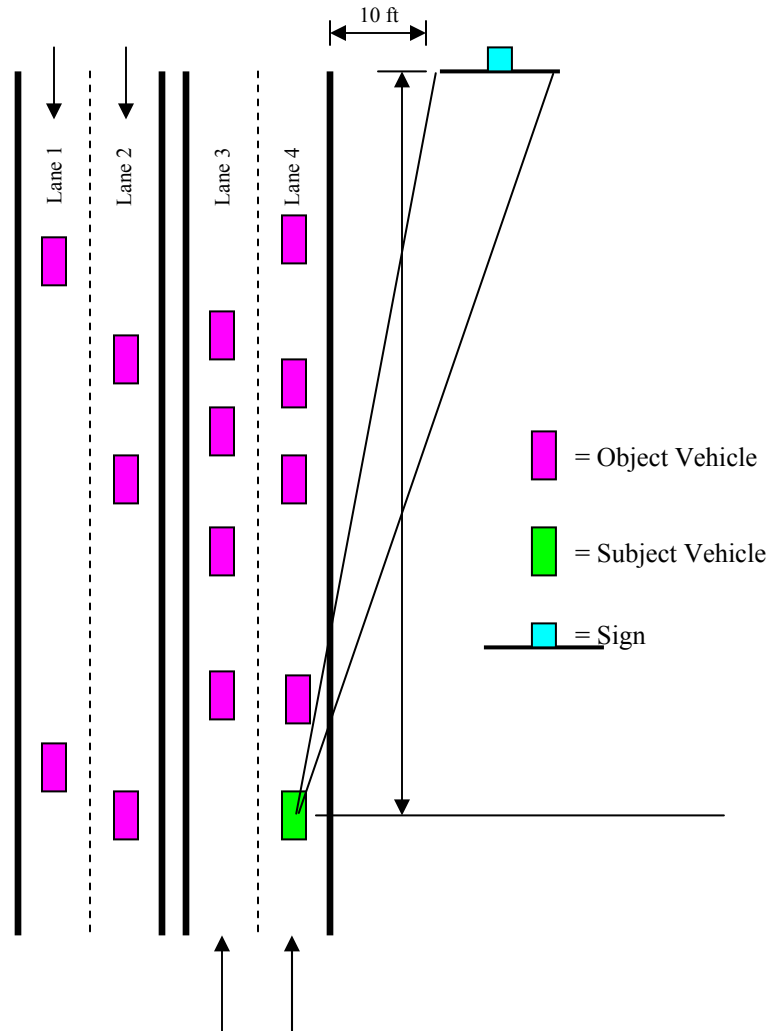 10 ft
Lane 1
Lane 2
Lane 3
Lane 4
= Object Vehicle
= Subject Vehicle
= Sign